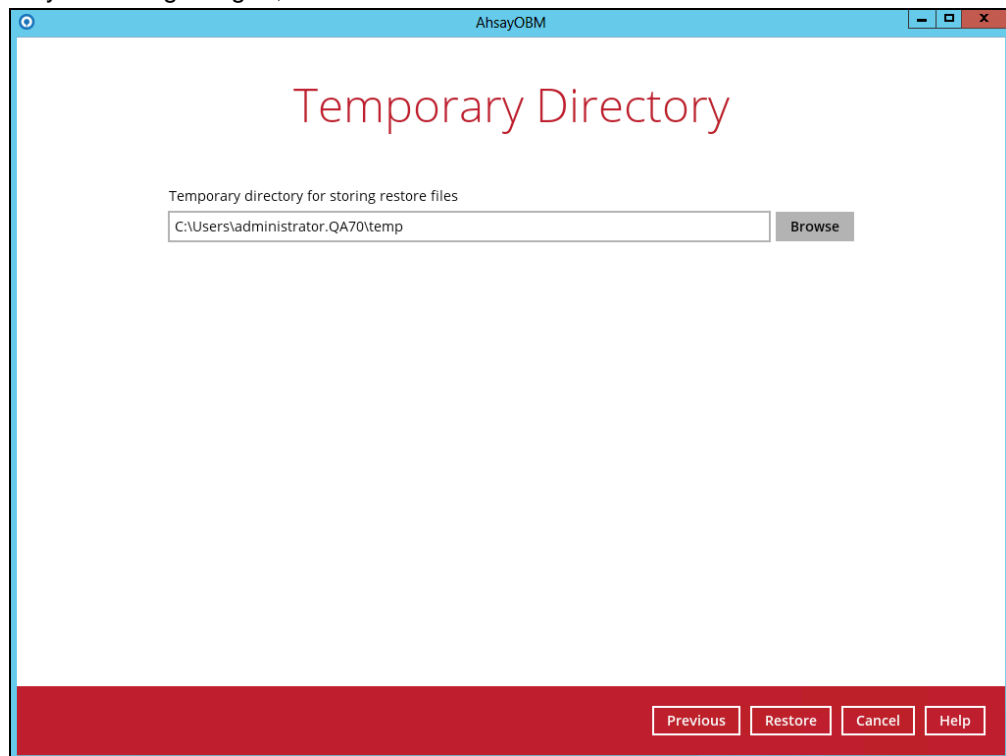 AhsayOBM
Temporary Directory
Temporary directory for storing restore files
C:\Users\administrator.QA70\temp
Browse
Previous Restore Cancel Help